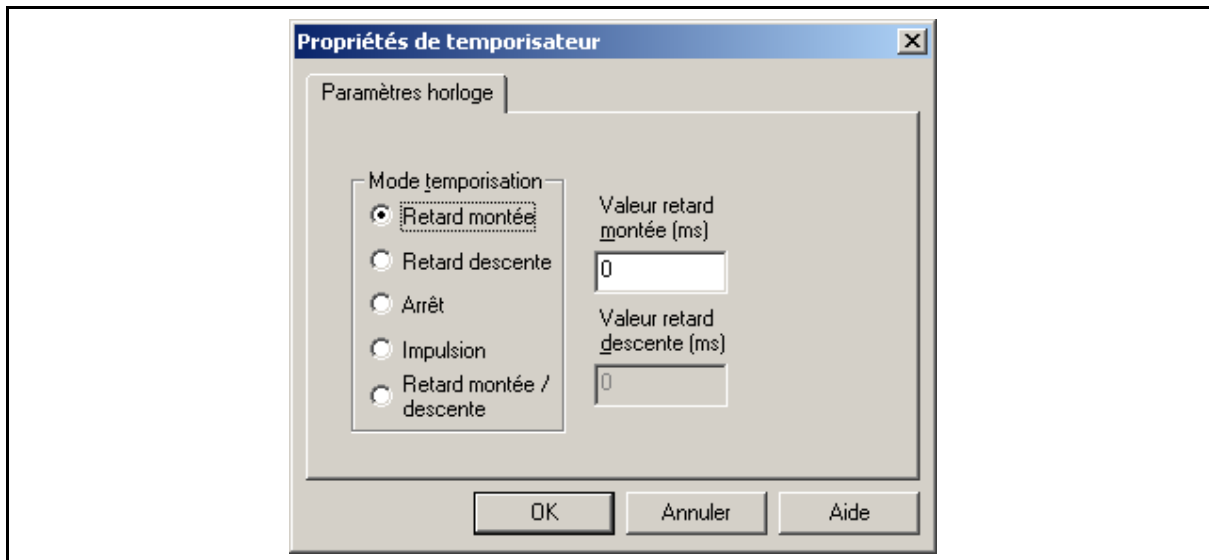 Propriétés de temporisateur
Paramètres horloge
Mode temporisation
Retard montée
Retard descente
Arrêt
Impulsion
Retard montée /
descente
Valeur retard
montée (ms)
0
Valeur retard
descente (ms)
0
OK
Annuler
Aide